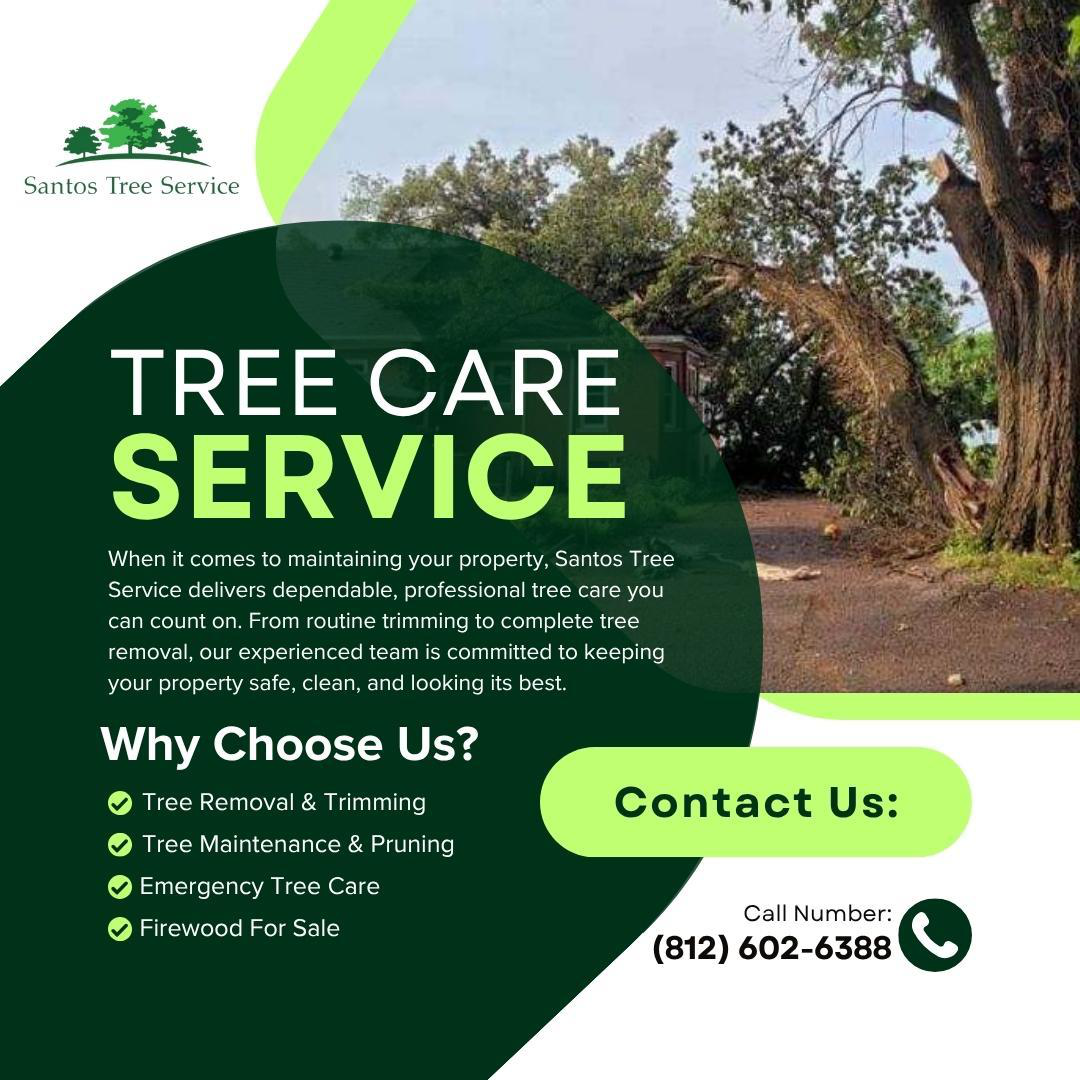 Santos Tree Service
TREE CARE
SERVICE
When it comes to maintaining your property, Santos Tree
Service delivers dependable, professional tree care you
can count on. From routine trimming to complete tree
removal, our experienced team is committed to keeping
your property safe, clean, and looking its best.
Why Choose Us?
Tree Removal & Trimming
Tree Maintenance & Pruning
Emergency Tree Care
Firewood For Sale
Contact Us:
Call Number:
(812) 602-6388